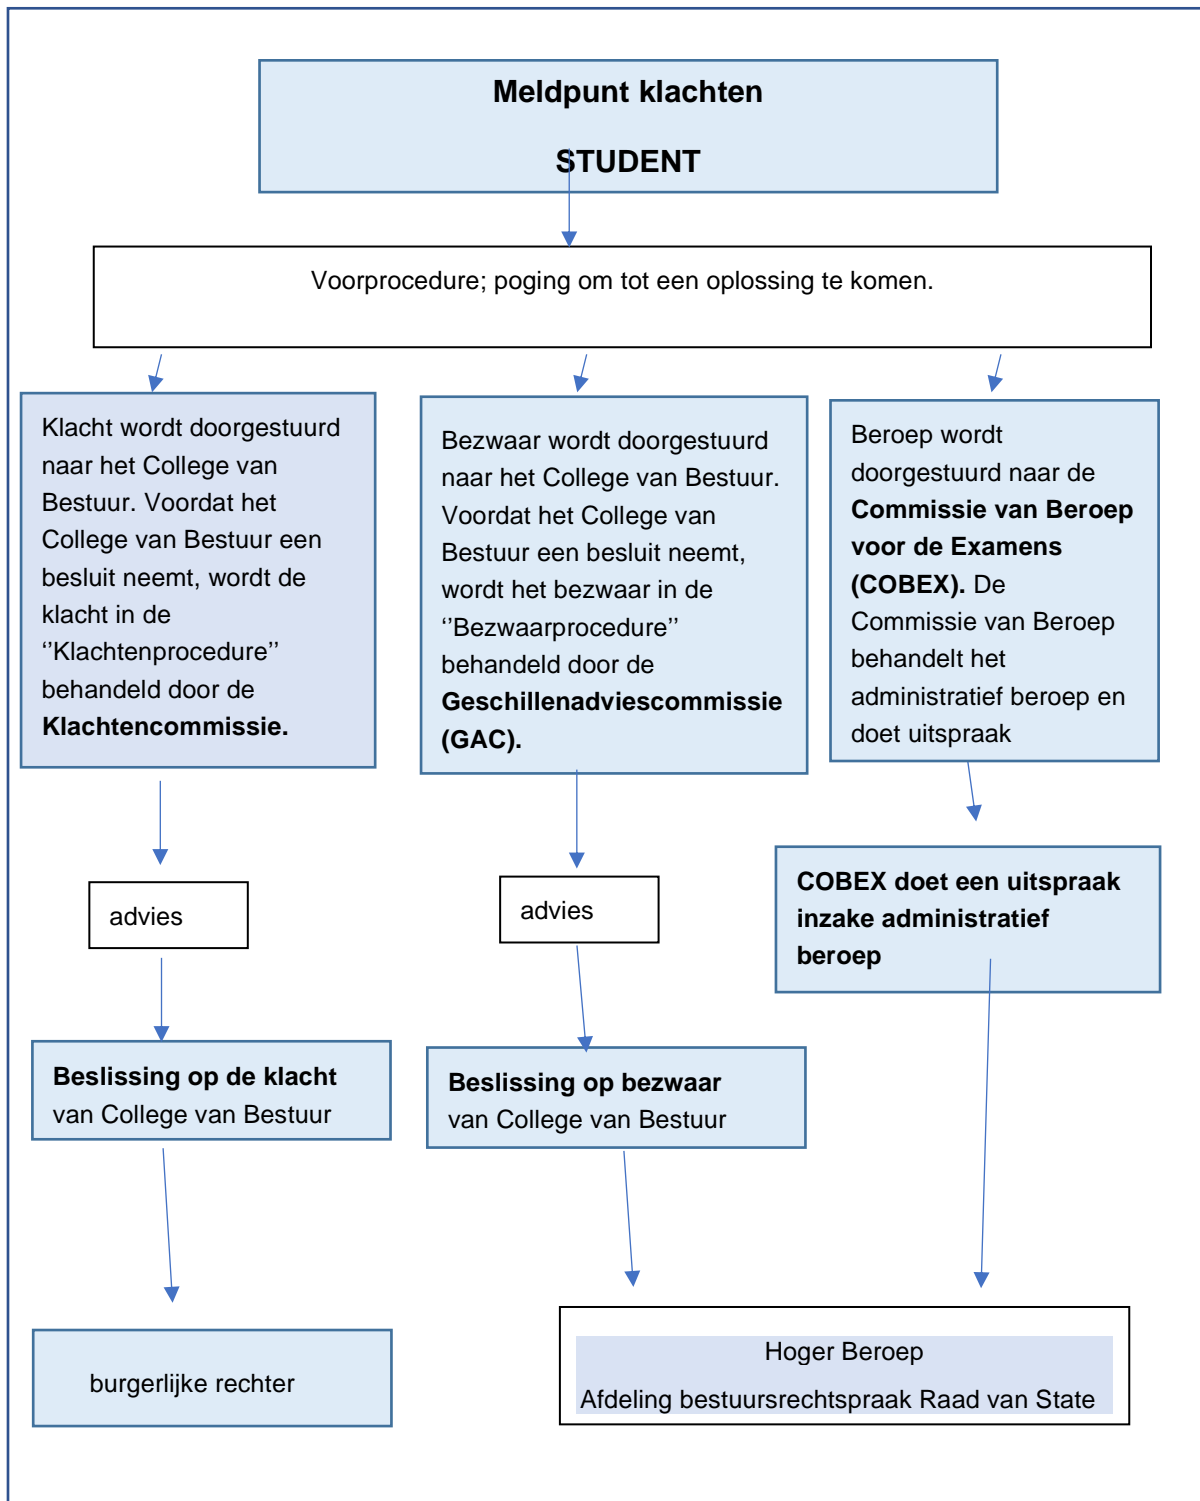 Meldpunt klachten
STUDENT
Voorprocedure; poging om tot een oplossing te komen.
Klacht wordt doorgestuurd
naar het College van
Bestuur. Voordat het
College van Bestuur een
besluit neemt, wordt de
klacht in de
‘’Klachtenprocedure’’
behandeld door de
Klachtencommissie.
Bezwaar wordt doorgestuurd
naar het College van Bestuur.
Voordat het College van
Bestuur een besluit neemt,
wordt het bezwaar in de
‘’Bezwaarprocedure’’
behandeld door de
Geschillenadviescommissie
(GAC).
Beroep wordt
doorgestuurd naar de
Commissie van Beroep
voor de Examens
(COBEX). De
Commissie van Beroep
behandelt het
administratief beroep en
doet uitspraak
advies
advies
COBEX doet een uitspraak
inzake administratief
beroep
Beslissing op de klacht
van College van Bestuur
Beslissing op bezwaar
van College van Bestuur
burgerlijke rechter
Hoger Beroep
Afdeling bestuursrechtspraak Raad van State